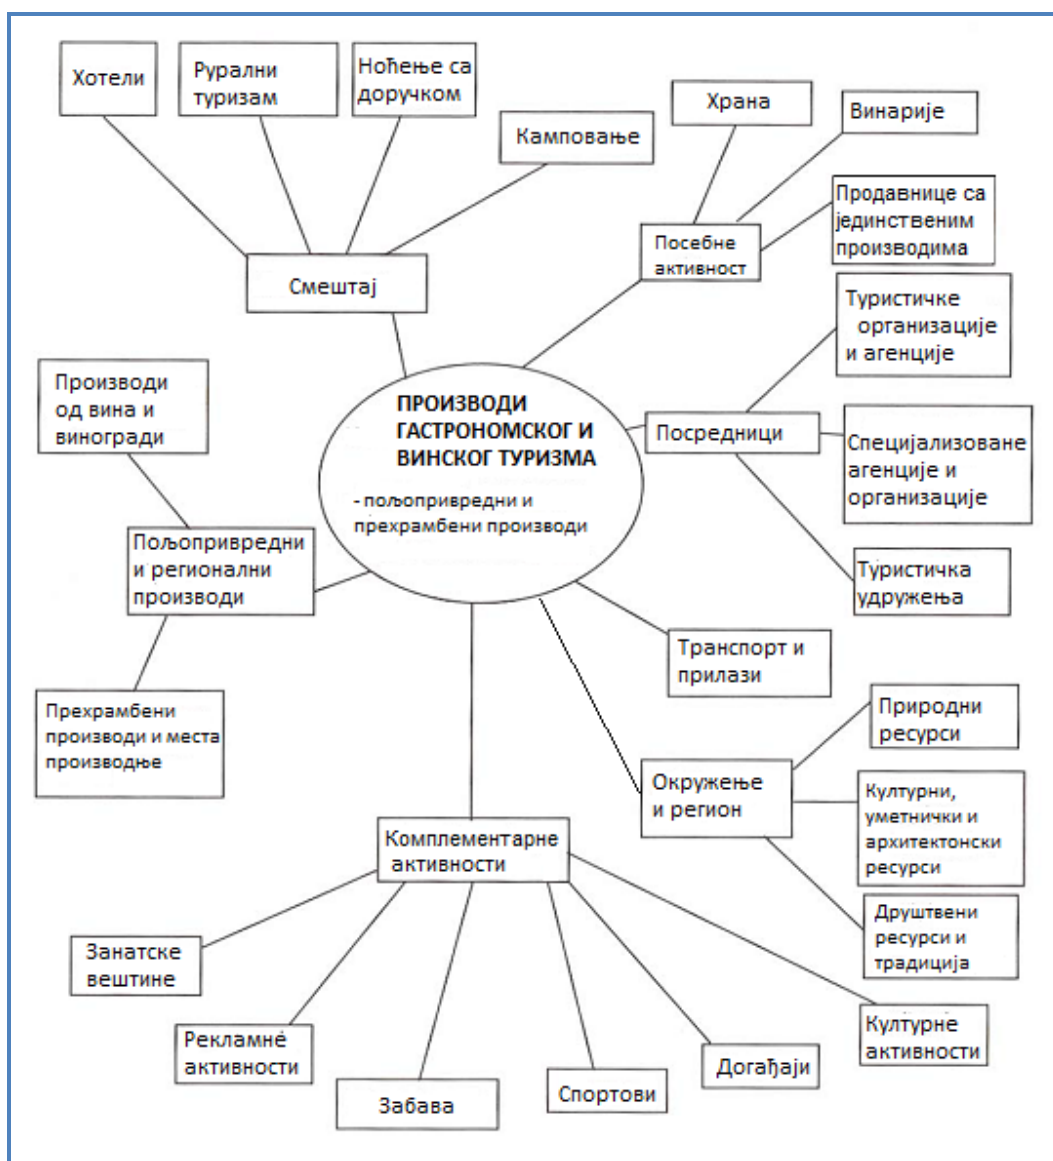 Хотели
Рурални
туризам
Ноћење са
доручком
Камповање
Храна
Винарије
Продавнице са
јединственим
производима
Посебне
активност
Смештај
Туристичке
организације
и агенције
Производи
од вина и
виногради
ПРОИЗВОДИ
ГАСТРОНОМСКОГ И
ВИНСКОГ ТУРИЗМА
- пољопривредни и
прехрамбени производи
Посредници
Специјализоване
агенције и
организације
Пољопривредни
и регионални
производи
Туристичка
удружења
Транспорт и
прилази
Прехрамбени
производи и места
производње
Природни
ресурси
Окружење
и регион
Културни,
уметнички и
архитектонски
ресурси
Комплементарне
активности
Друштвени
ресурси и
традиција
Занатске
вештине
Рекламне
активности
Забава
Спортови
Догађаји
Културне
активности